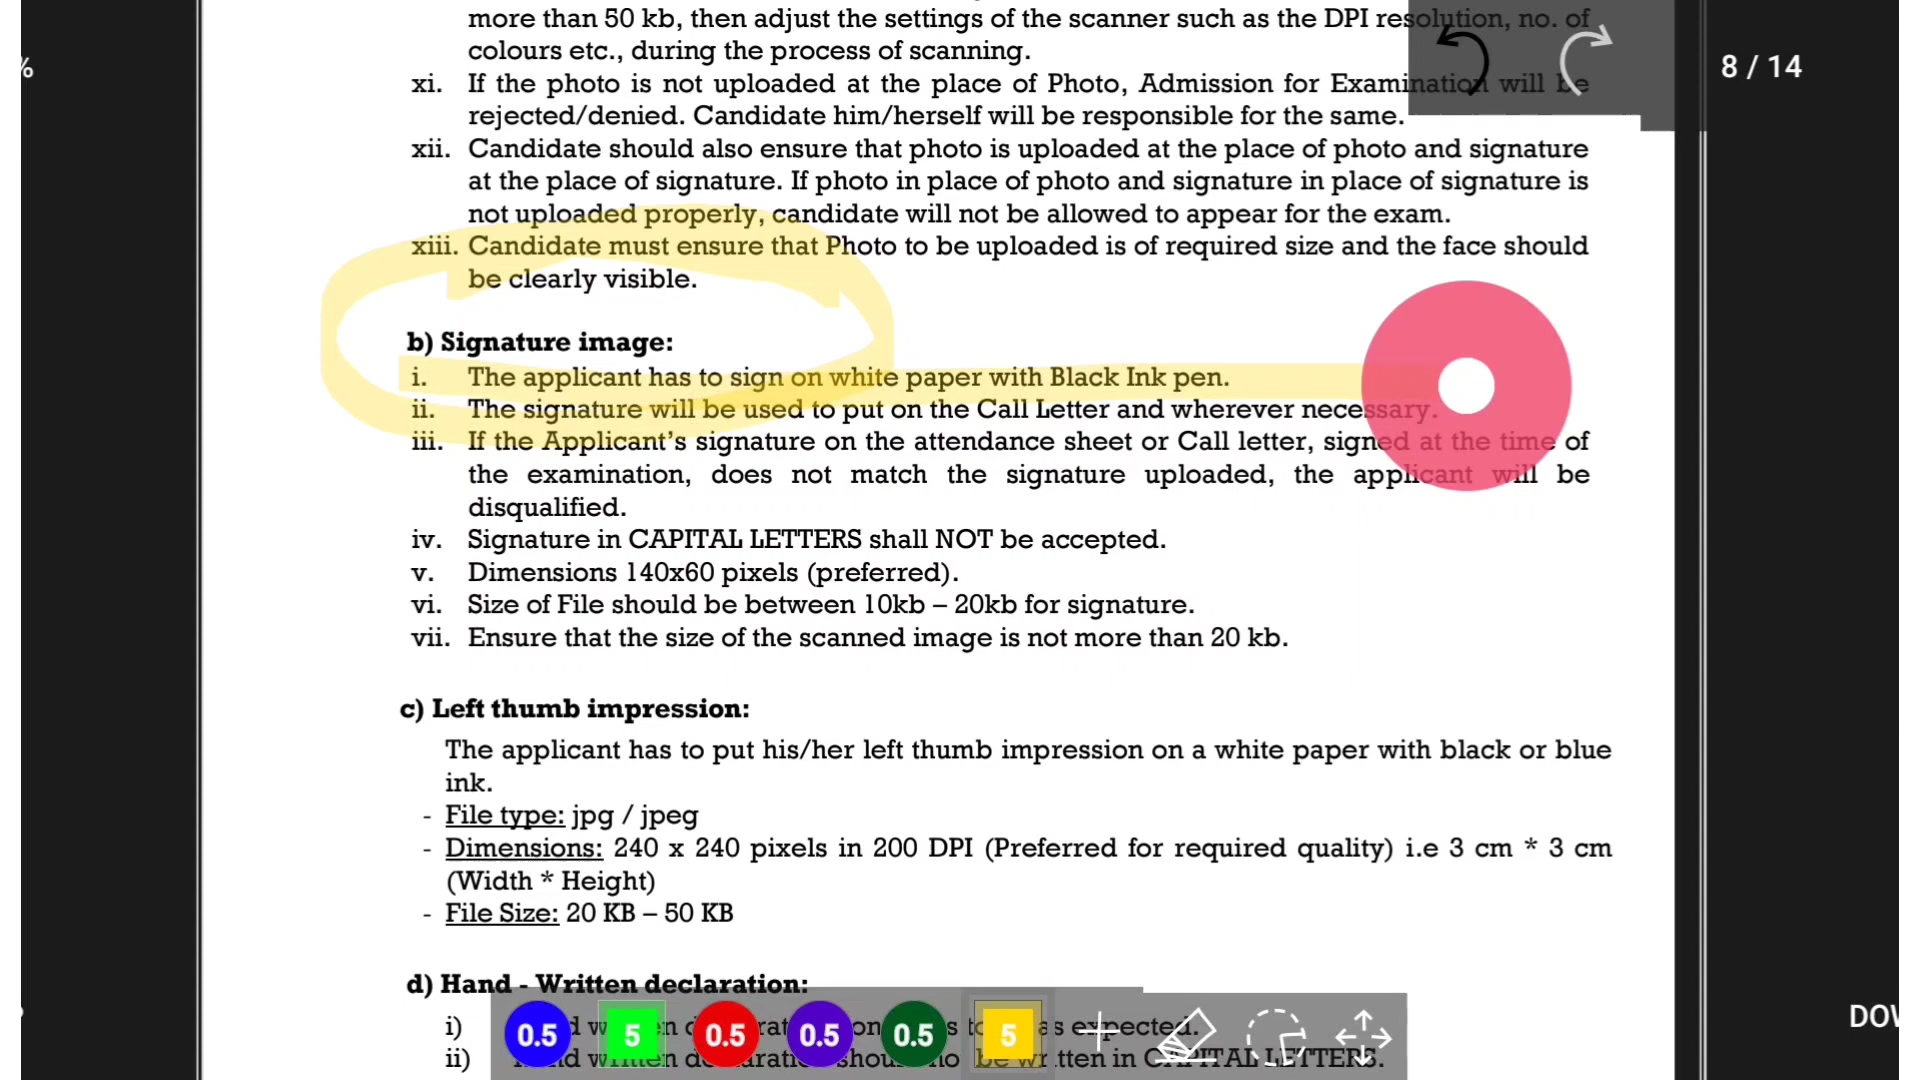 more than 50 kb, then adjust the settings of the scanner such as the DPI resolution, no. of
colours etc., during the process of scanning.
%
8 / 14
xi. If the photo is not uploaded at the place of Photo, Admission for Examination will be
rejected/denied. Candidate him/herself will be responsible for the same.
xii. Candidate should also ensure that photo is uploaded at the place of photo and signature
at the place of signature. If photo in place of photo and signature in place of signature is
not uploaded properly, candidate will not be allowed to appear for the exam.
xiii. Candidate must ensure that Photo to be uploaded is of required size and the face should
be clearly visible.
b) Signature image:
i. The applicant has to sign on white paper with Black Ink pen.
ii. The signature will be used to put on the Call Letter and wherever necessary.
iii. If the Applicant's signature on the attendance sheet or Call letter, signed at the time of
the examination, does not match the signature uploaded, the applicant will be
disqualified.
iv. Signature in CAPITAL LETTERS shall NOT be accepted.
v. Dimensions 140x60 pixels (preferred).
vi. Size of File should be between 10kb – 20kb for signature.
vii. Ensure that the size of the scanned image is not more than 20 kb.
c) Left thumb impression:
The applicant has to put his/her left thumb impression on a white paper with black or blue
ink.
- File type: jpg / jpeg
- Dimensions: 240 x 240 pixels in 200 DPI (Preferred for required quality) i.e 3 cm * 3 cm
(Width * Height)
- File Size: 20 KB – 50 KB
d) Hand - Written declaration:
i) as expected.
ii) written in CAPITAL LETTERS.
0.5 5 0.5 0.5 0.5 5
DOW